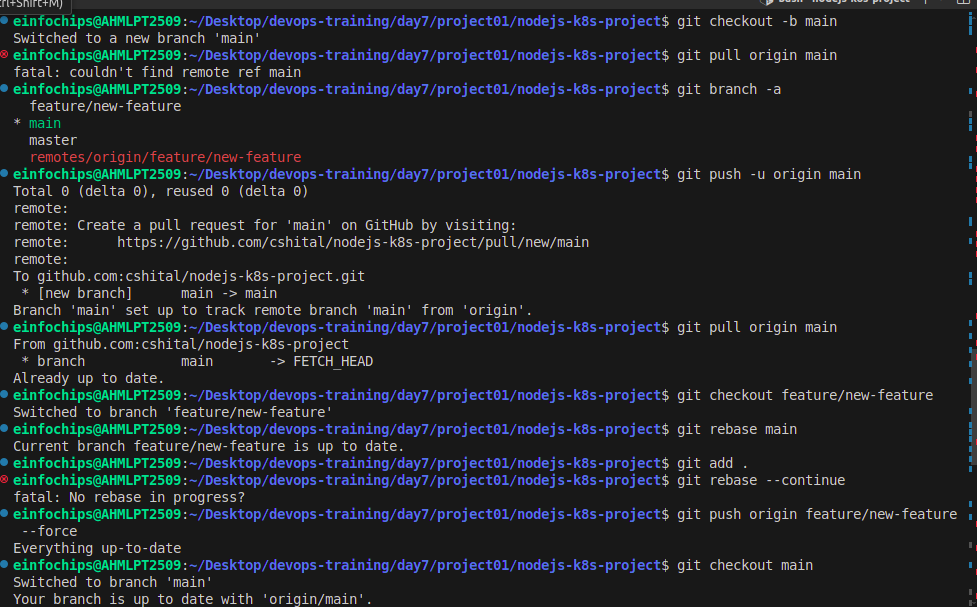 trl+Shift+M)
einfochips@AHMLPT2509:~/Desktop/devops-training/day7/project01/nodejs-k8s-project$ git checkout -b main
Switched to a new branch 'main'
einfochips@AHMLPT2509:~/Desktop/devops-training/day7/project01/nodejs-k8s-project$ git pull origin main
fatal: couldn't find remote ref main
einfochips@AHMLPT2509:~/Desktop/devops-training/day7/project01/nodejs-k8s-project$ git branch -a
  feature/new-feature
* main
  master
  remotes/origin/feature/new-feature
einfochips@AHMLPT2509:~/Desktop/devops-training/day7/project01/nodejs-k8s-project$ git push -u origin main
Total 0 (delta 0), reused 0 (delta 0)
remote:
remote: Create a pull request for 'main' on GitHub by visiting:
remote:      https://github.com/cshital/nodejs-k8s-project/pull/new/main
remote:
To github.com:cshital/nodejs-k8s-project.git
 * [new branch]      main -> main
Branch 'main' set up to track remote branch 'main' from 'origin'.
einfochips@AHMLPT2509:~/Desktop/devops-training/day7/project01/nodejs-k8s-project$ git pull origin main
From github.com:cshital/nodejs-k8s-project
 * branch            main       -> FETCH_HEAD
Already up to date.
einfochips@AHMLPT2509:~/Desktop/devops-training/day7/project01/nodejs-k8s-project$ git checkout feature/new-feature
Switched to branch 'feature/new-feature'
einfochips@AHMLPT2509:~/Desktop/devops-training/day7/project01/nodejs-k8s-project$ git rebase main
Current branch feature/new-feature is up to date.
einfochips@AHMLPT2509:~/Desktop/devops-training/day7/project01/nodejs-k8s-project$ git add .
einfochips@AHMLPT2509:~/Desktop/devops-training/day7/project01/nodejs-k8s-project$ git rebase --continue
fatal: No rebase in progress?
einfochips@AHMLPT2509:~/Desktop/devops-training/day7/project01/nodejs-k8s-project$ git push origin feature/new-feature
 --force
Everything up-to-date
einfochips@AHMLPT2509:~/Desktop/devops-training/day7/project01/nodejs-k8s-project$ git checkout main
Switched to branch 'main'
Your branch is up to date with 'origin/main'.